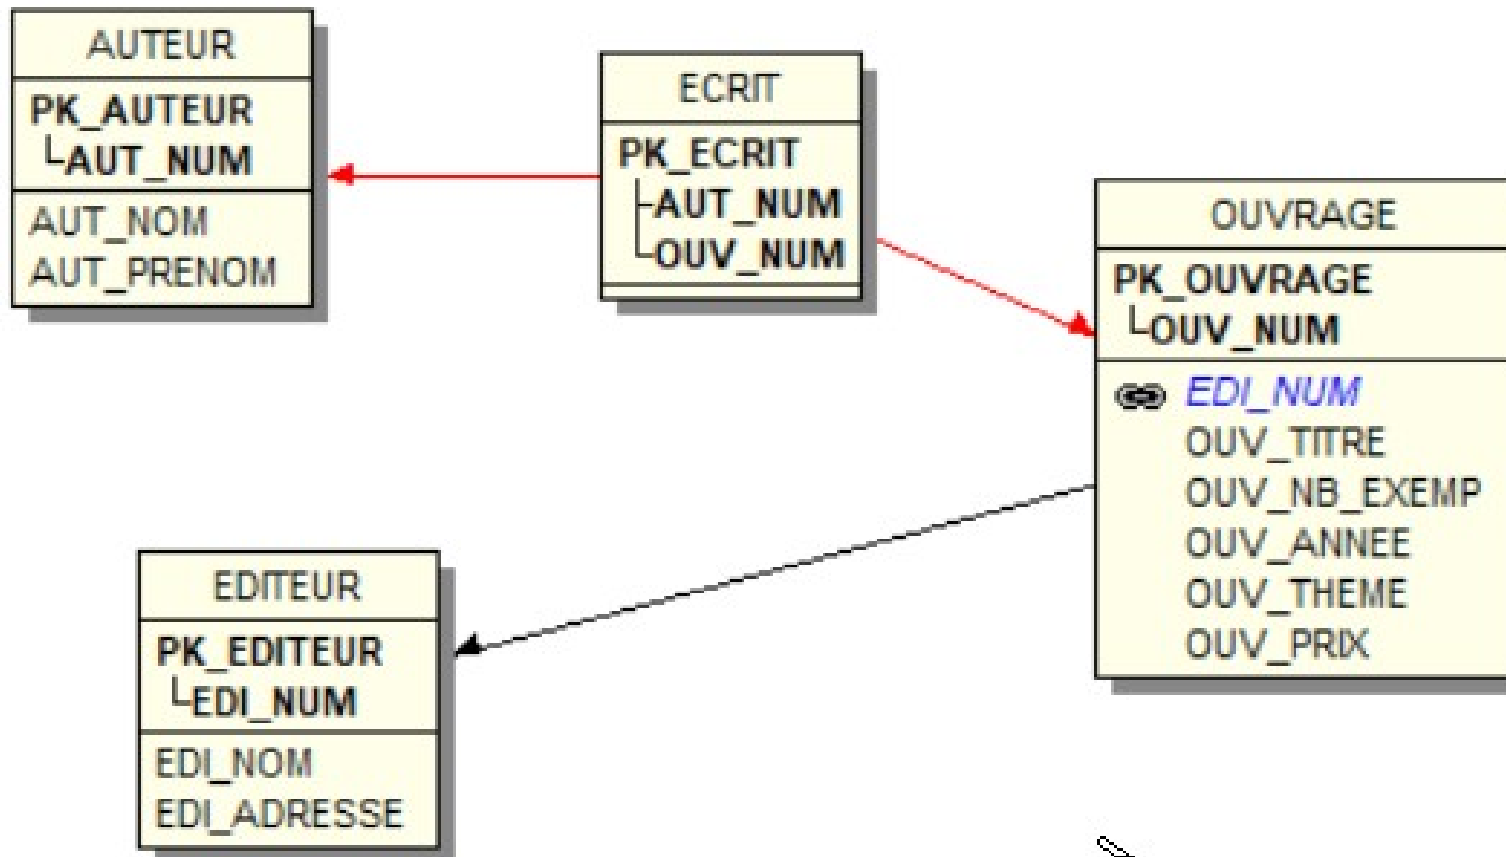 AUTEUR
PK_AUTEUR
AUT_NUM
AUT_NOM
AUT_PRENOM
ECRIT
PK_ECRIT
AUT_NUM
OUV_NUM
OUVRAGE
PK_OUVRAGE
OUV_NUM
EDI_NUM
OUV_TITRE
OUV_NB_EXEMP
OUV_ANNEE
OUV_THEME
OUV_PRIX
EDITEUR
PK_EDITEUR
EDI_NUM
EDI_NOM
EDI_ADRESSE